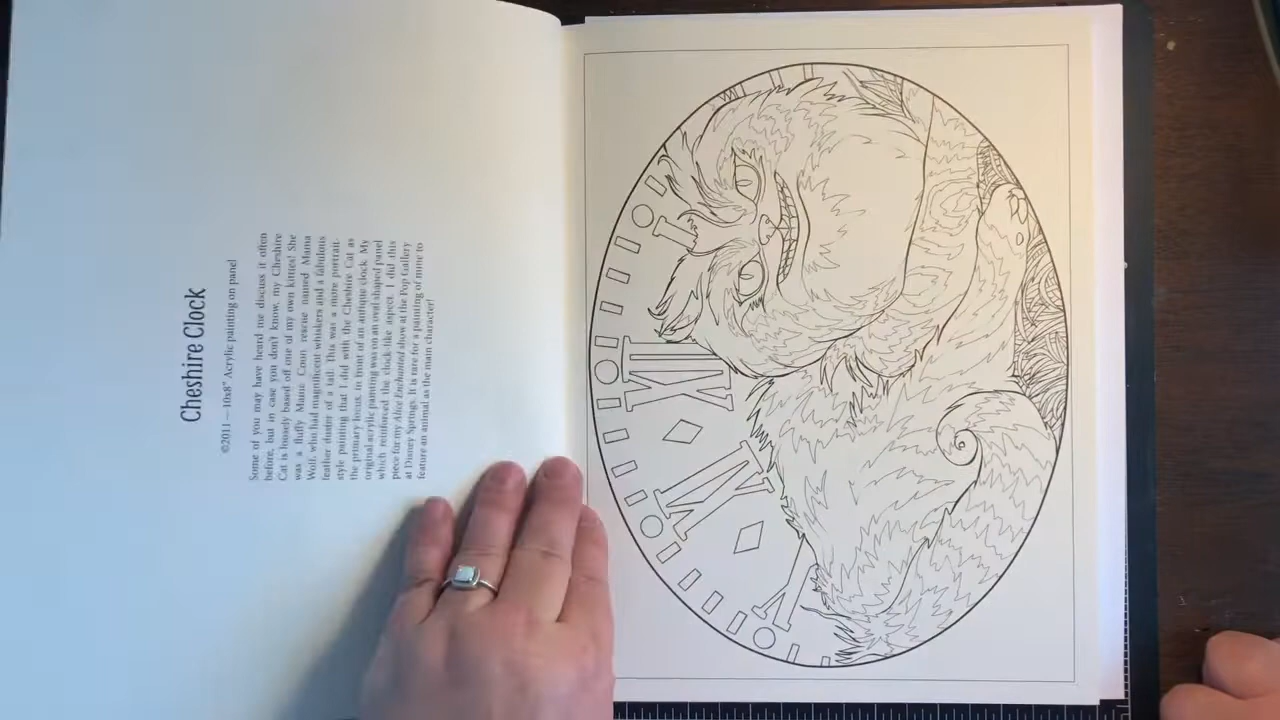 Cheshire Clock
©2011—10x8" Acrylic painting on panel
Some of you may have heard me discuss it often
before, but in case you don't know, my Cheshire
Cat is loosely based off one of my own kitties! She
was a fluffy Maine Coon rescue named Mama
Wolf, who had magnificent whiskers and a fabulous
feather duster of a tail. This was a more portrait-
style painting that I did with the Cheshire Cat as
the primary focus, in front of an antique clock. My
original acrylic painting was on an oval shaped panel
which reinforced the clock-like aspect. I did this
piece for my Alice Enchanted show at the Pop Gallery
at Disney Springs. It is rare for a painting of mine to
feature an animal as the main character!
I
IX